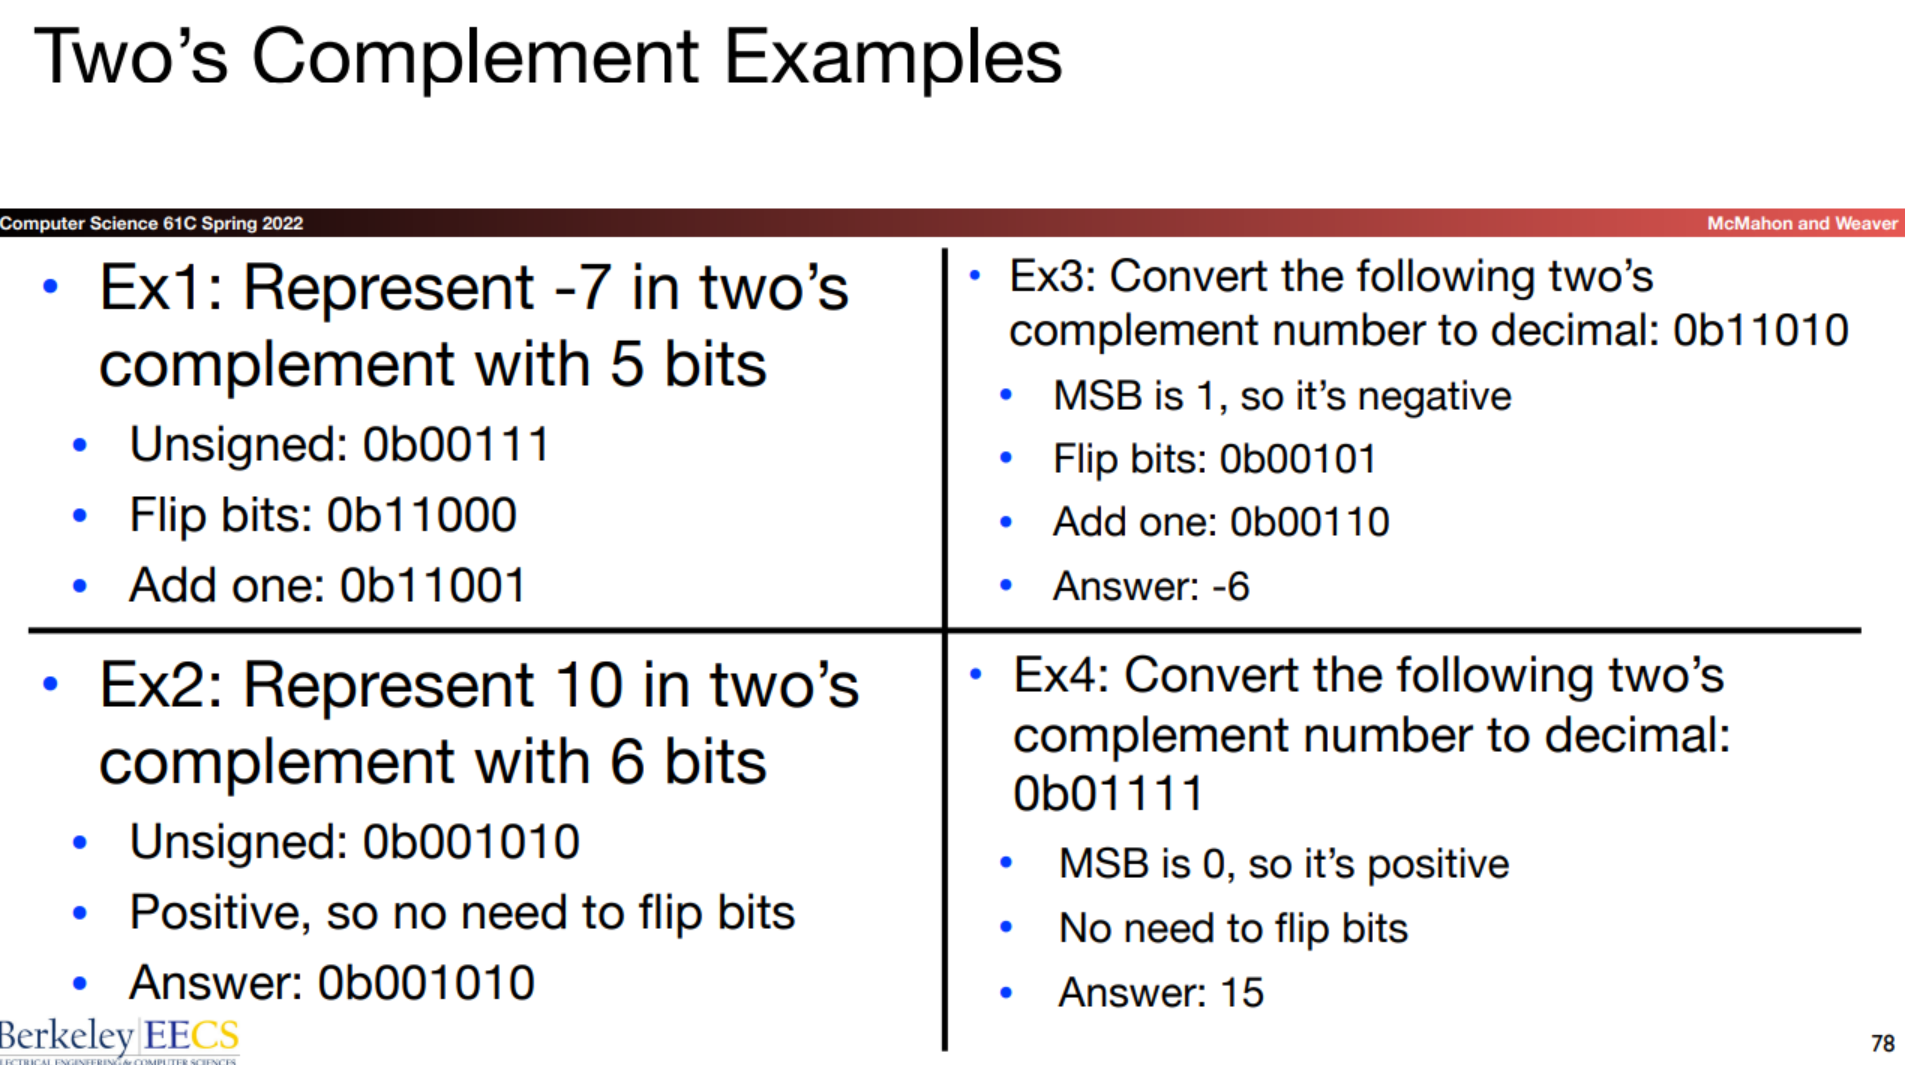 Two's Complement Examples
Computer Science 61C Spring 2022
McMahon and Weaver
• Ex1: Represent -7 in two's
complement with 5 bits
• Unsigned: 0b00111
• Flip bits: 0b11000
• Add one: 0b11001
• Ex2: Represent 10 in two's
complement with 6 bits
• Unsigned: 0b001010
• Positive, so no need to flip bits
• Answer: 0b001010
• Ex3: Convert the following two's
complement number to decimal: 0b11010
• MSB is 1, so it's negative
• Flip bits: 0b00101
• Add one: 0b00110
• Answer: -6
• Ex4: Convert the following two's
complement number to decimal:
0b01111
• MSB is 0, so it's positive
• No need to flip bits
• Answer: 15
Berkeley EECS
LECTRICAL ENGINEERING & COMPUTER SCIENCES
78